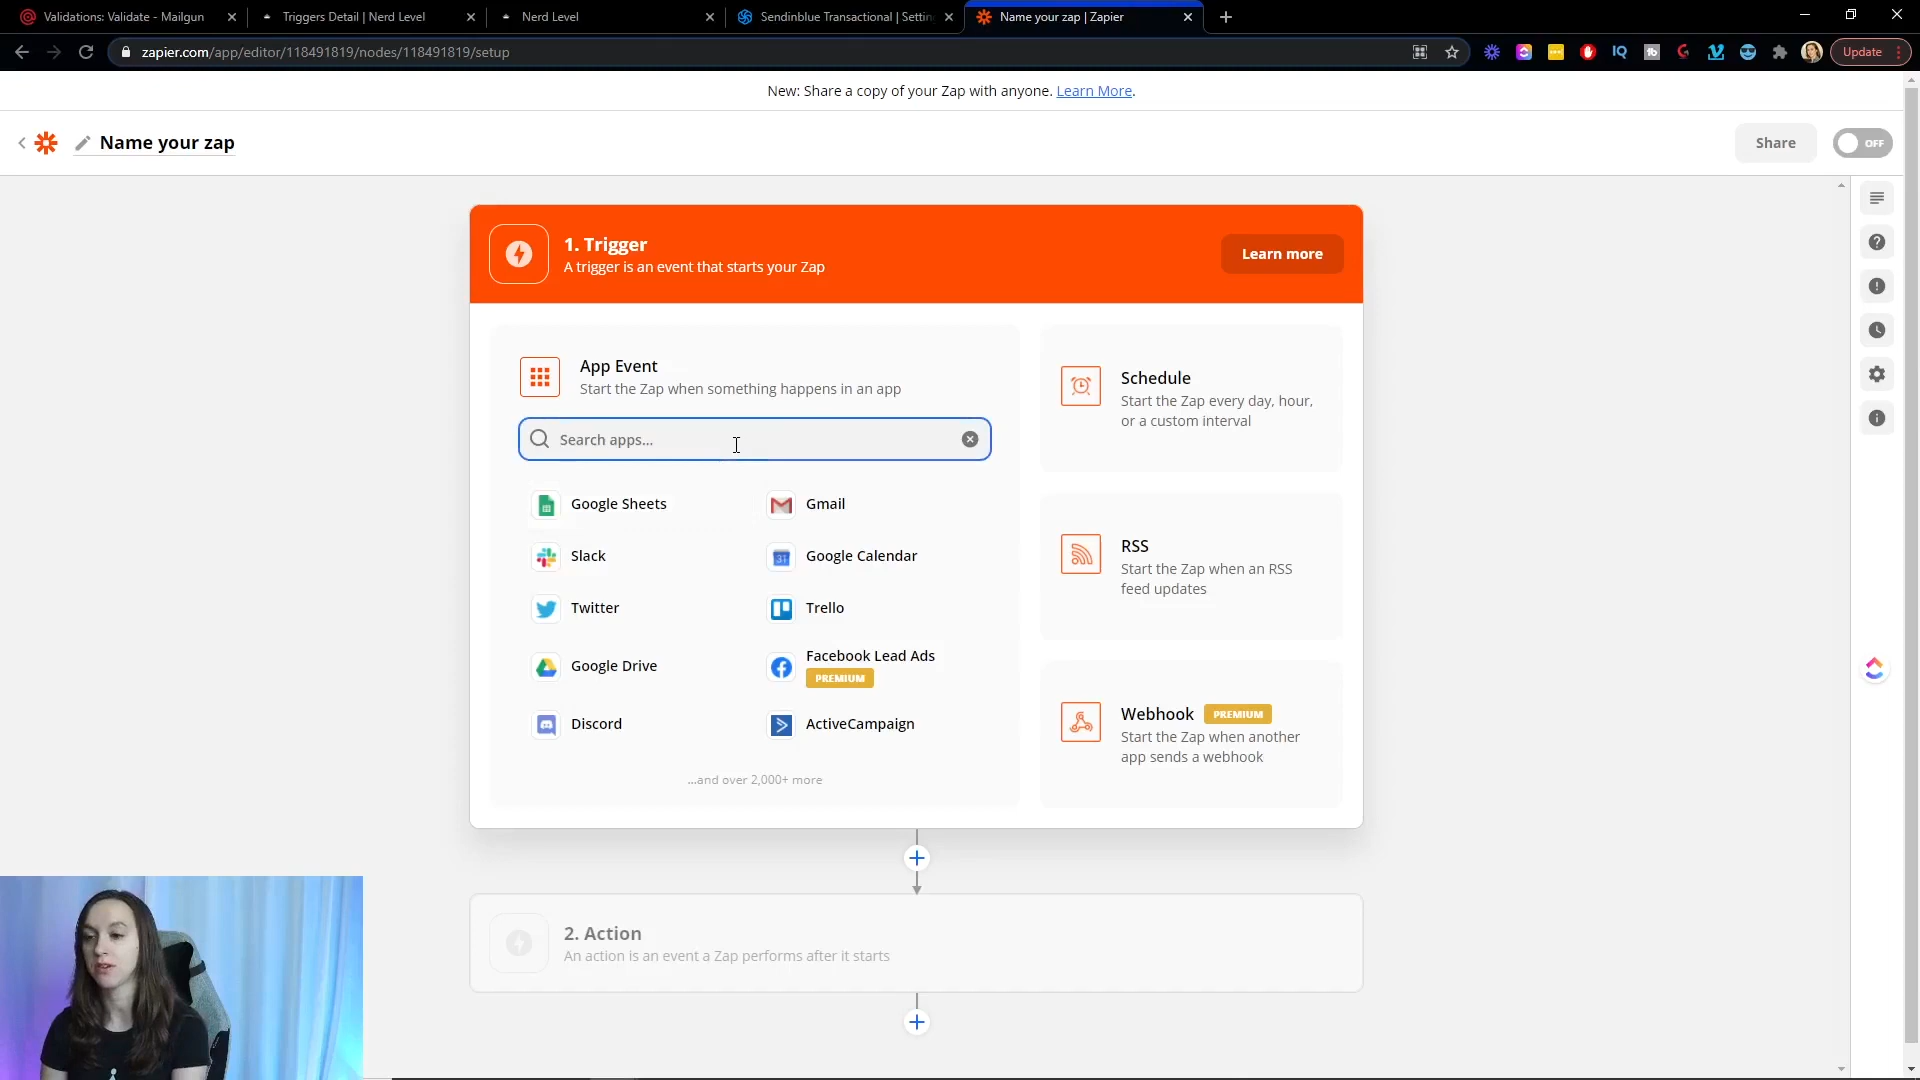 Validations: Validate - Mailgun
Triggers Detail | Nerd Level
Nerd Level
Sendinblue Transactional | Settin
Name your zap | Zapier
zapier.com/app/editor/118491819/nodes/118491819/setup
Update
New: Share a copy of your Zap with anyone. Learn More.
Name your zap
Share
OFF
1. Trigger
A trigger is an event that starts your Zap
Learn more
App Event
Start the Zap when something happens in an app
Search apps...
Google Sheets
Gmail
Slack
Google Calendar
Twitter
Trello
Google Drive
Facebook Lead Ads
PREMIUM
Discord
ActiveCampaign
...and over 2,000+ more
Schedule
Start the Zap every day, hour,
or a custom interval
RSS
Start the Zap when an RSS
feed updates
Webhook PREMIUM
Start the Zap when another
app sends a webhook
2. Action
An action is an event a Zap performs after it starts